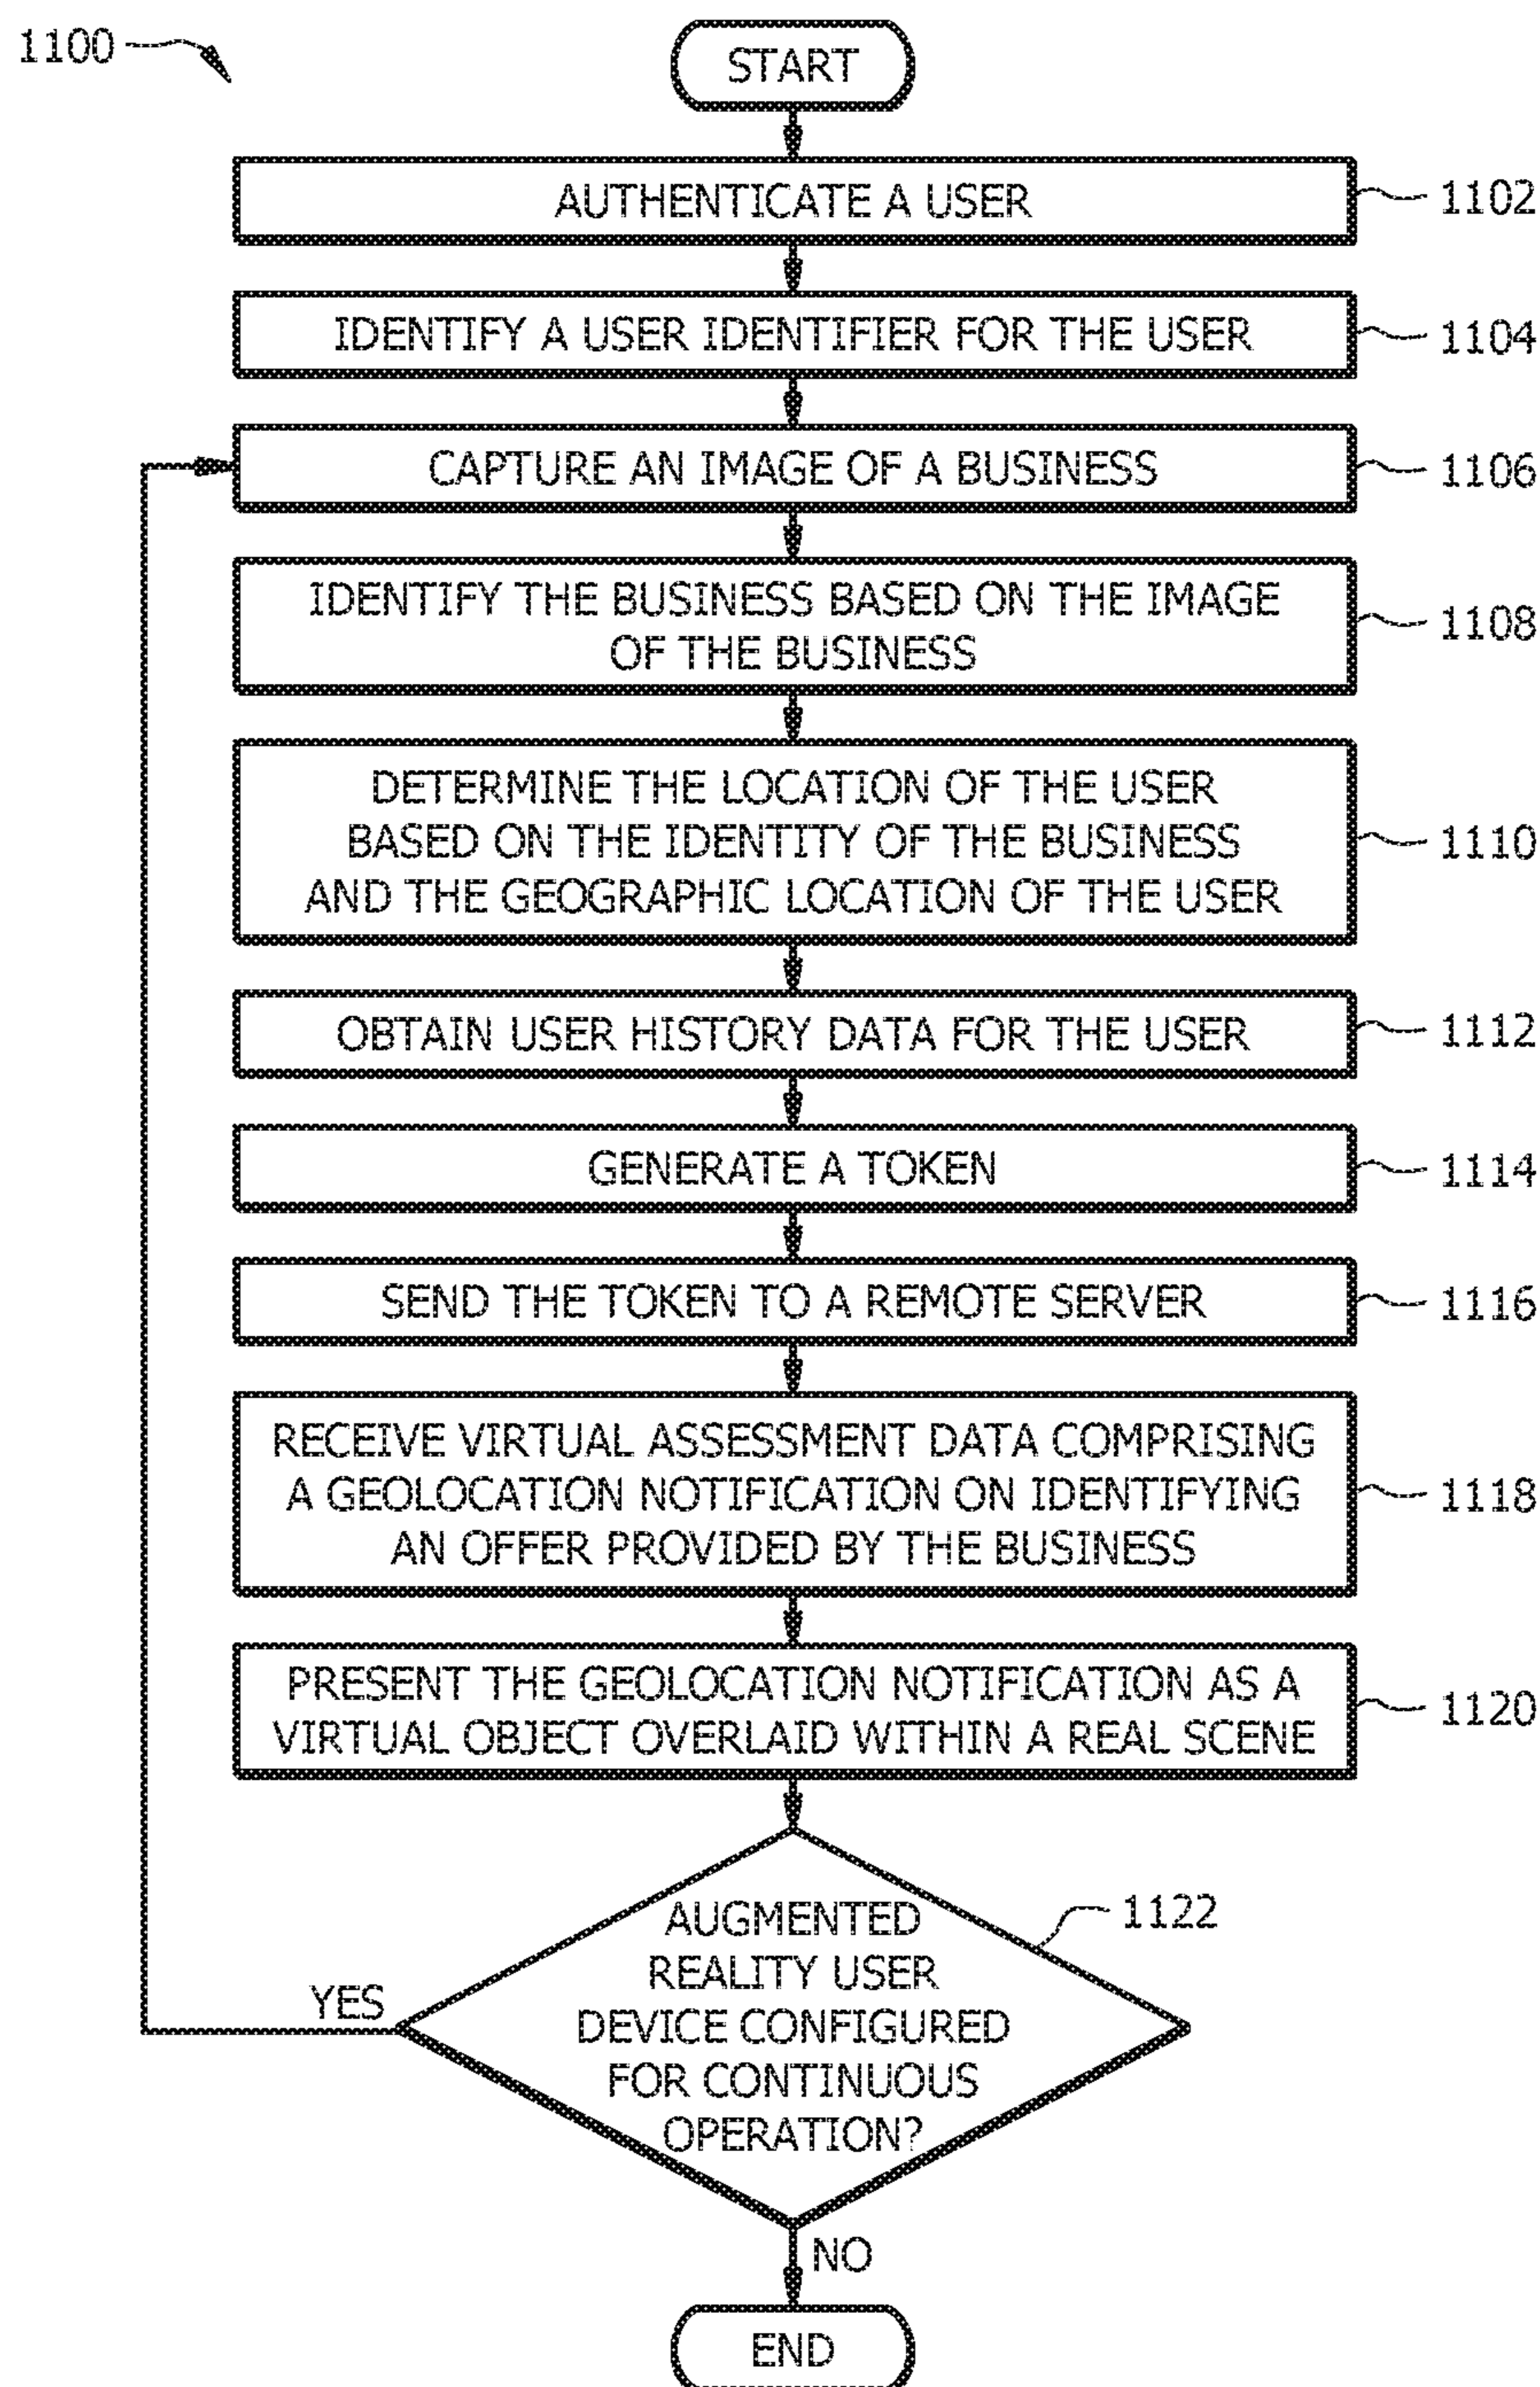 1100
START
AUTHENTICATE A USER
1102
IDENTIFY A USER IDENTIFIER FOR THE USER
1104
CAPTURE AN IMAGE OF A BUSINESS
1106
IDENTIFY THE BUSINESS BASED ON THE IMAGE
OF THE BUSINESS
1108
DETERMINE THE LOCATION OF THE USER
BASED ON THE IDENTITY OF THE BUSINESS
AND THE GEOGRAPHIC LOCATION OF THE USER
1110
OBTAIN USER HISTORY DATA FOR THE USER
1112
GENERATE A TOKEN
1114
SEND THE TOKEN TO A REMOTE SERVER
1116
RECEIVE VIRTUAL ASSESSMENT DATA COMPRISING
A GEOLOCATION NOTIFICATION ON IDENTIFYING
AN OFFER PROVIDED BY THE BUSINESS
1118
PRESENT THE GEOLOCATION NOTIFICATION AS A
VIRTUAL OBJECT OVERLAID WITHIN A REAL SCENE
1120
AUGMENTED
REALITY USER
DEVICE CONFIGURED
FOR CONTINUOUS
OPERATION?
1122
YES
NO
END